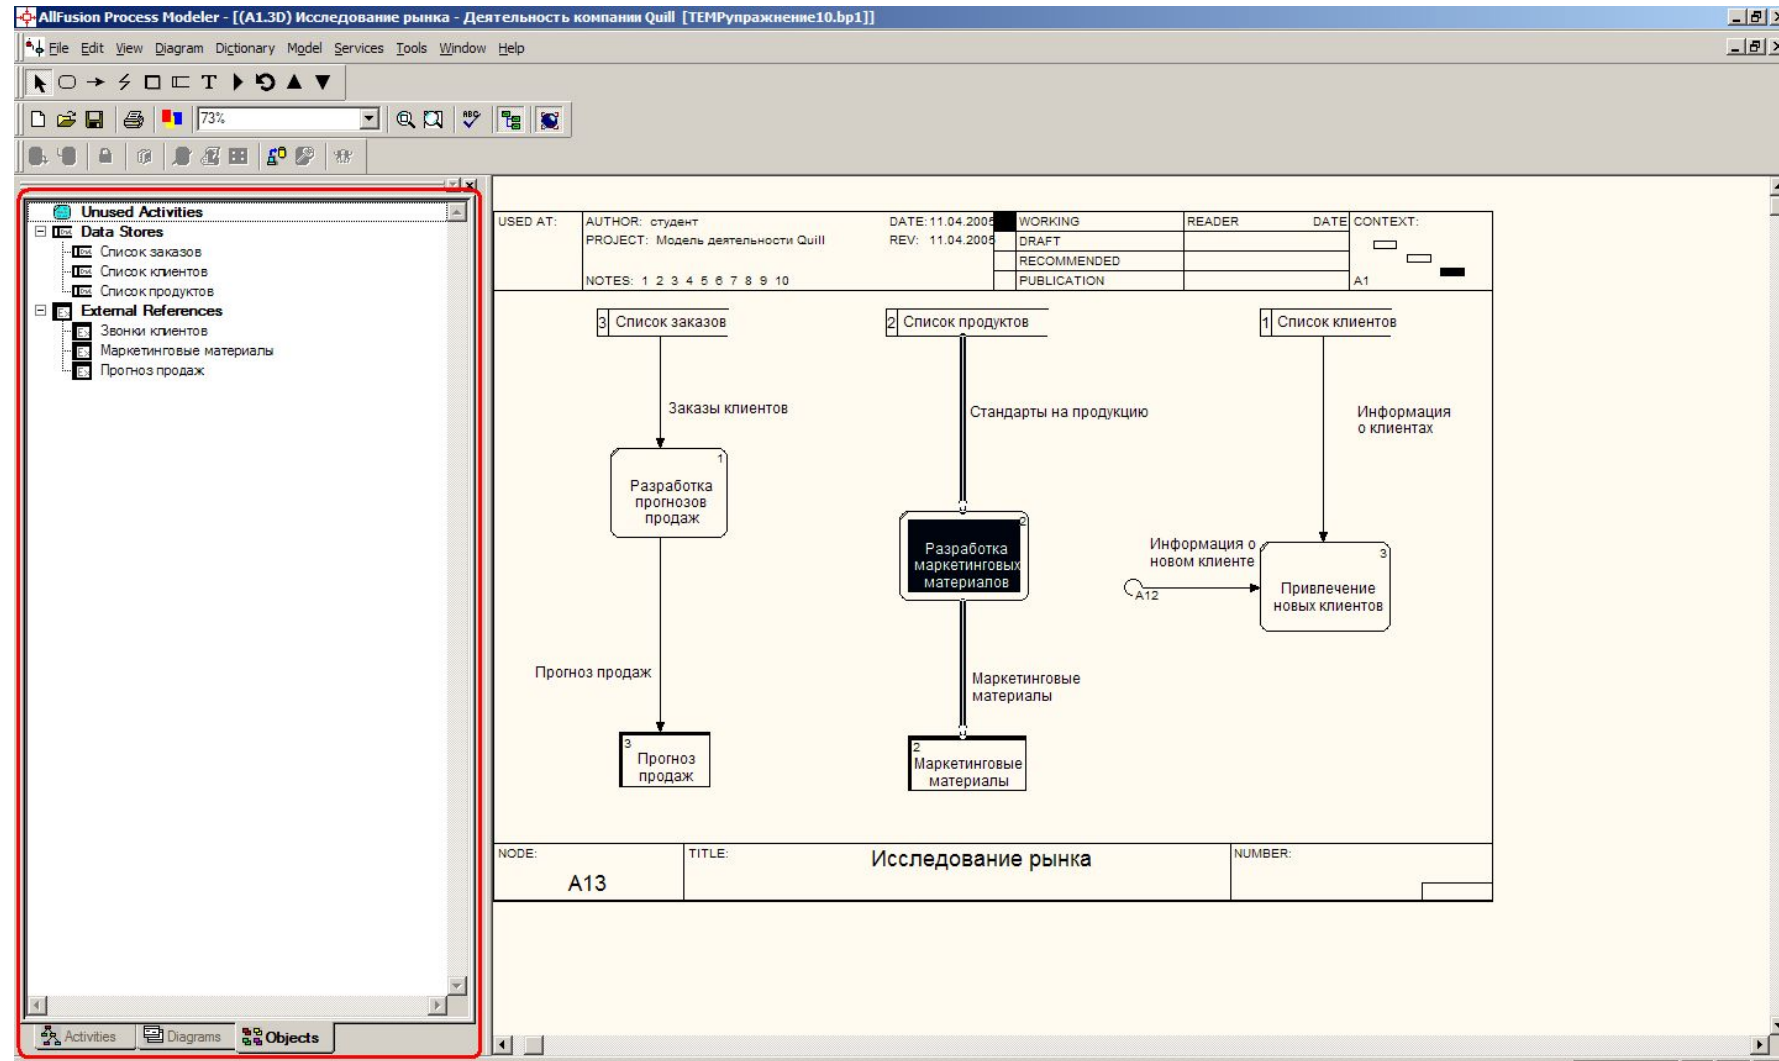 AllFusion Process Modeler - [(A1.3D) Исследование рынка - Деятельность компании Quill [TEMPупражнение10.bp1]]
File Edit View Diagram Dictionary Model Services Tools Window Help
T
73%
ABC
Unused Activities
Data Stores
Список заказов
Список клиентов
Список продуктов
External References
Звонки клиентов
Маркетинговые материалы
Прогноз продаж
Activities Diagrams Objects
USED AT: AUTHOR: студент DATE: 11.04.2005 WORKING READER DATE CONTEXT:
PROJECT: Модель деятельности Quill REV: 11.04.2005 DRAFT
RECOMMENDED
NOTES: 1 2 3 4 5 6 7 8 9 10 PUBLICATION A1
3 Список заказов 2 Список продуктов 1 Список клиентов
Заказы клиентов
Стандарты на продукцию
Информация
о клиентах
1
Разработка
прогнозов
продаж
2
Разработка
маркетинговых
материалов
Информация о
новом клиенте
A12
3
Привлечение
новых клиентов
Прогноз продаж
Маркетинговые
материалы
3
Прогноз
продаж
2
Маркетинговые
материалы
NODE: TITLE: Исследование рынка NUMBER:
A13